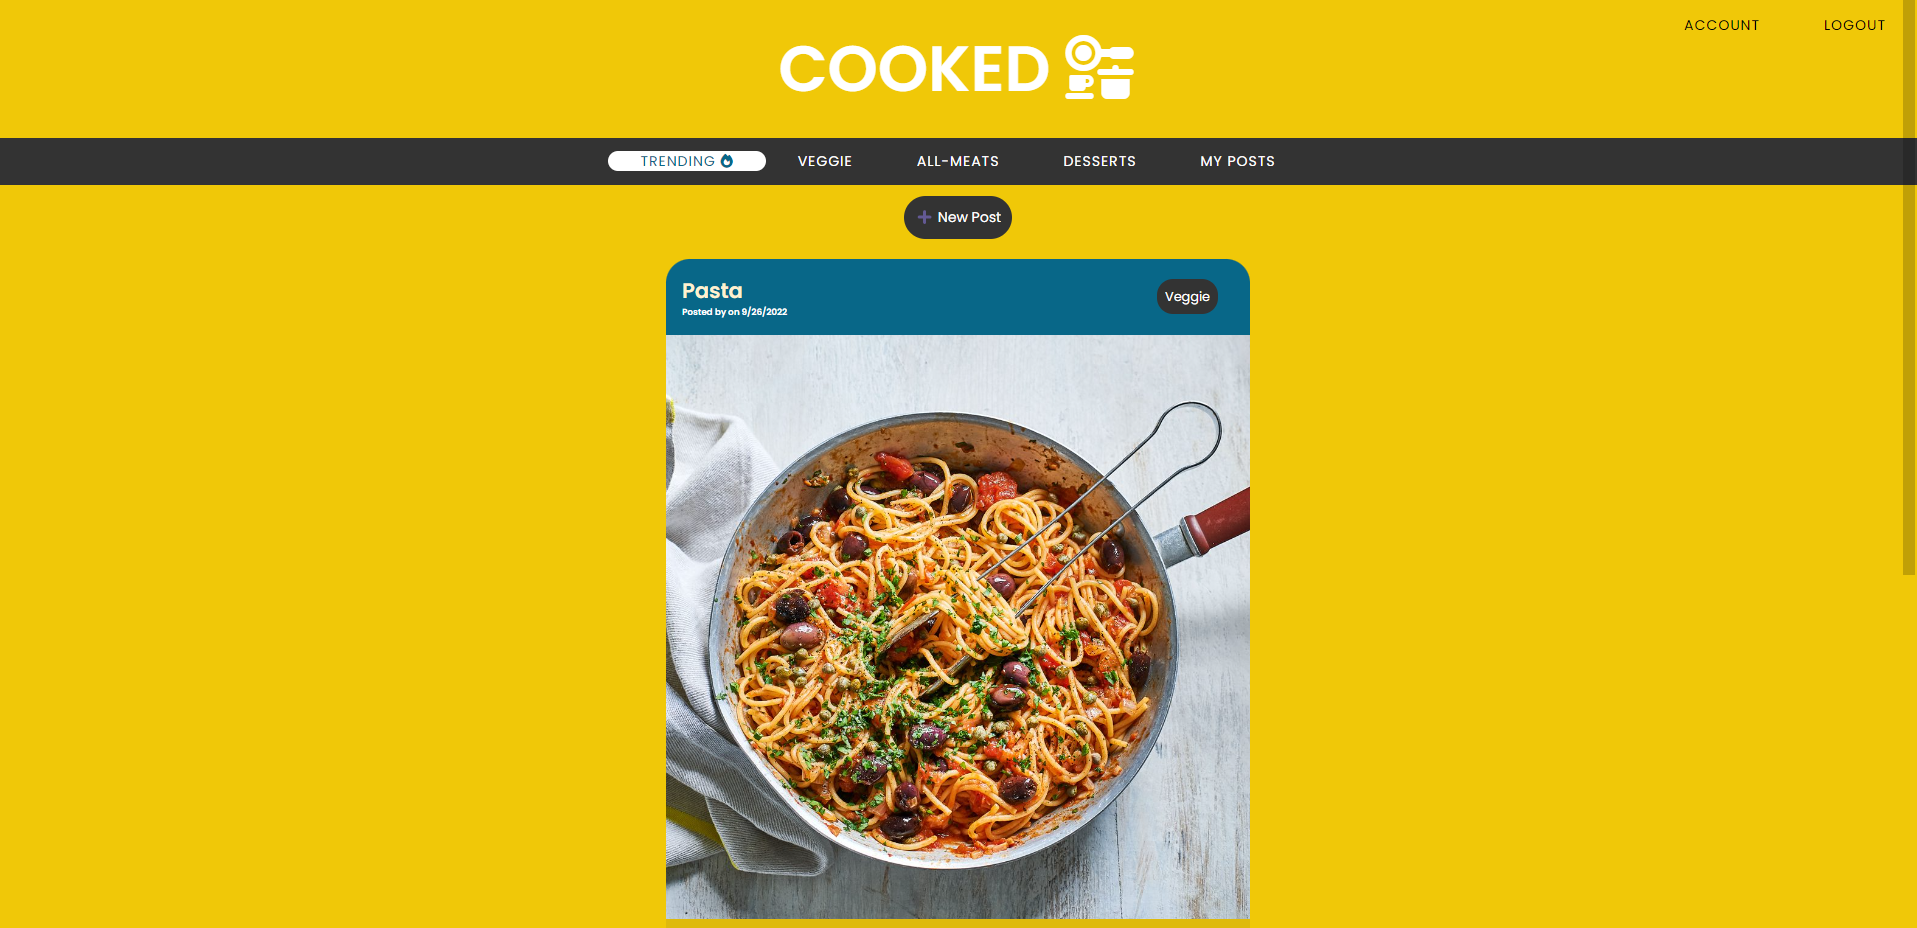 ACCOUNT
LOGOUT
COOKED
TRENDING
VEGGIE
ALL-MEATS
DESSERTS
MY POSTS
New Post
Pasta
Veggie
Posted by on 9/26/2022